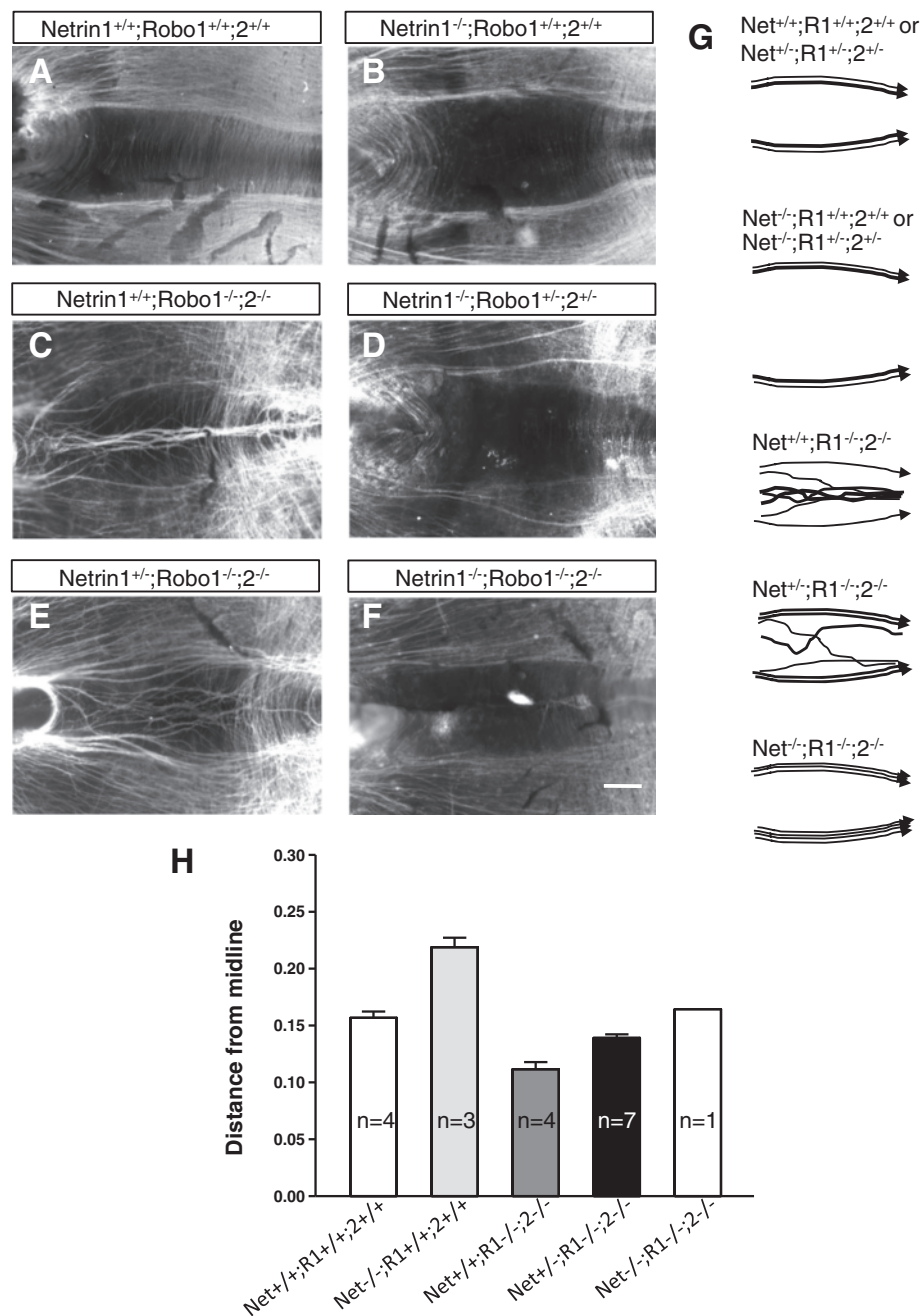 Netrin1+/+;Robo1+/+;2+/+
A
Netrin1-/-;Robo1+/+;2+/+
B
Netrin1+/+;Robo1-/-;2-/-
C
Netrin1-/-;Robo1+/-;2+/-
D
Netrin1+/-;Robo1-/-;2-/-
E
Netrin1-/-;Robo1-/-;2-/-
F
G
Net+/+;R1+/+;2+/+ or
Net+/-;R1+/-;2+/-
Net-/-;R1+/+;2+/+ or
Net-/-;R1+/-;2+/-
Net+/+;R1-/-;2-/-
Net+/-;R1-/-;2-/-
Net-/-;R1-/-;2-/-
H
Distance from midline
0.30
0.25
0.20
0.15
0.10
0.05
0.00
n=4
n=3
n=4
n=7
n=1
Net+/+;R1+/+;2+/+
Net-/-;R1+/+;2+/+
Net+/+;R1-/-;2-/-
Net+/-;R1-/-;2-/-
Net-/-;R1-/-;2-/-